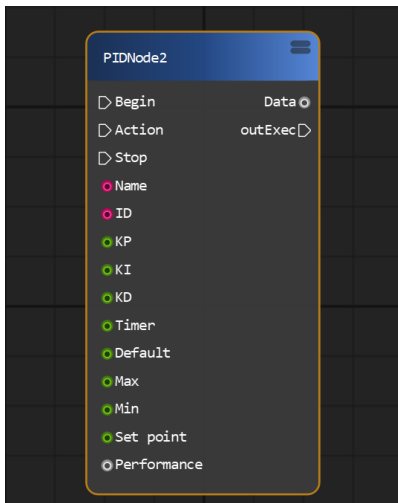 PIDNode2
Begin Data
Action outExec
Stop
Name
ID
KP
KI
KD
Timer
Default
Max
Min
Set point
Performance